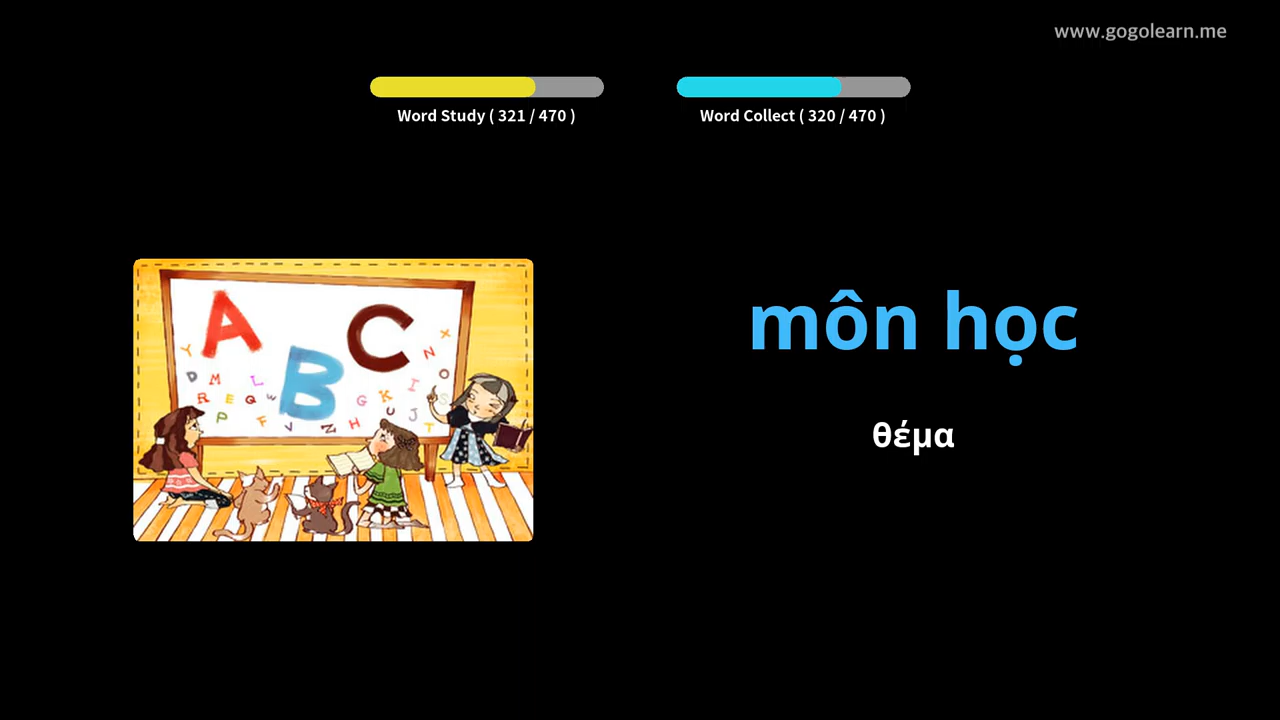 www.gogolearn.me
Word Study ( 321 / 470 )
Word Collect ( 320 / 470 )
môn học
θέμα
A
B
C
Y
D M L
R E Q W
P F V Z H
G K I N X O
U J T S